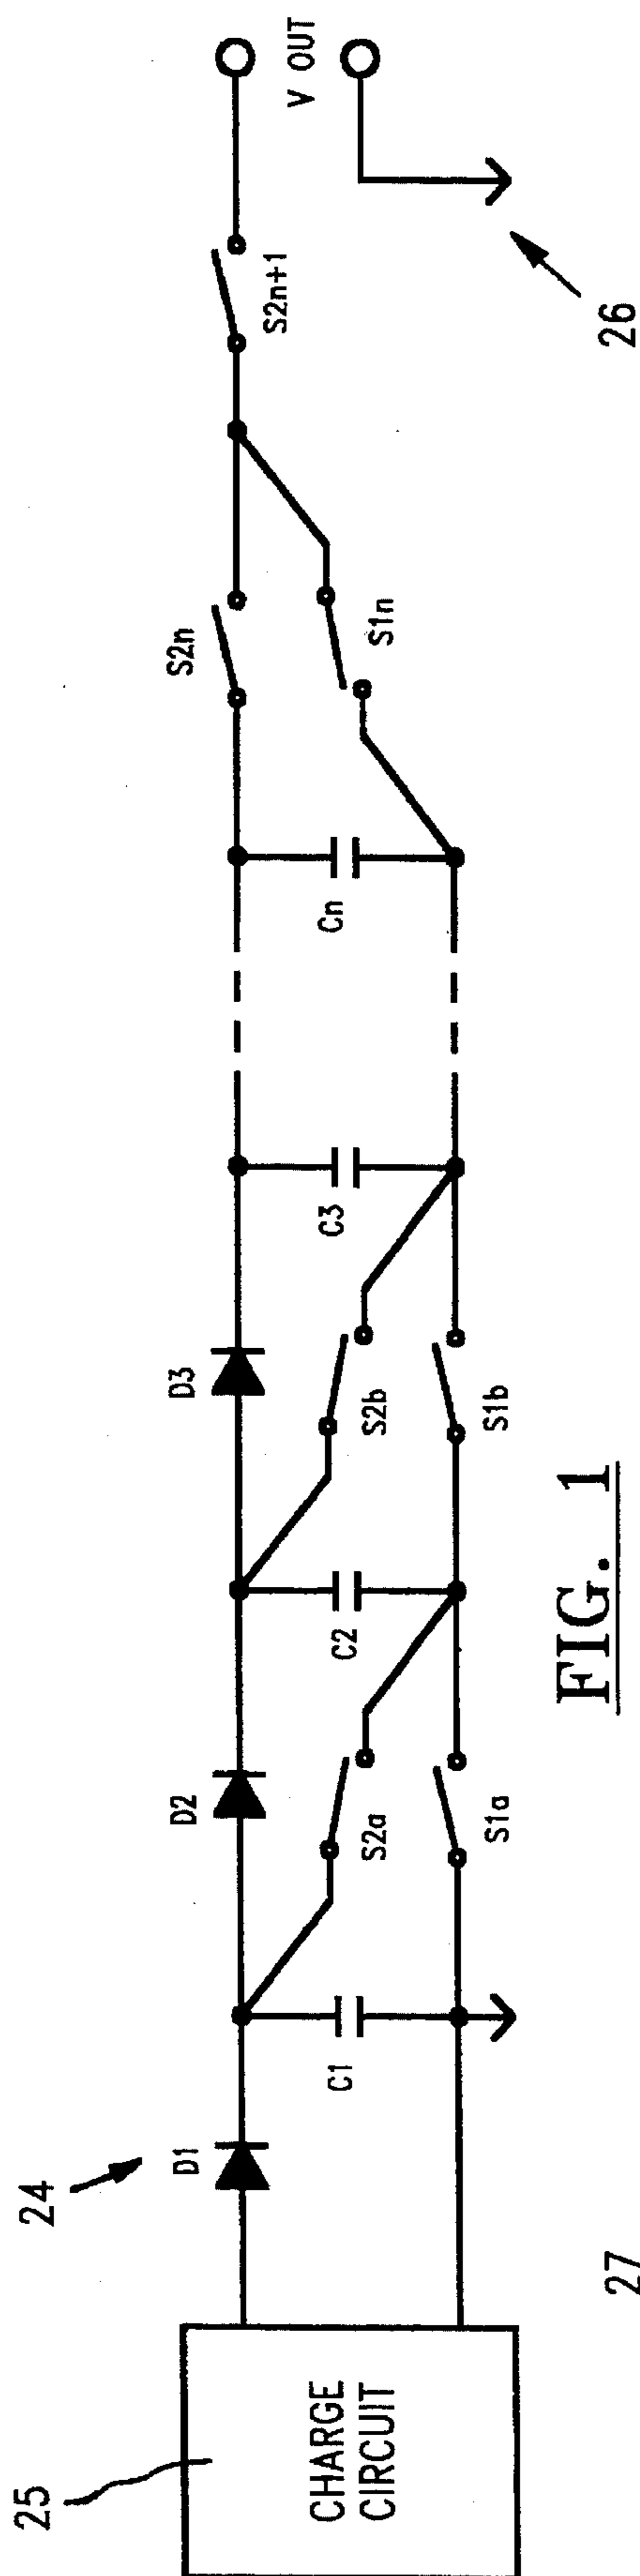 25
24
CHARGE
CIRCUIT
D1
C1
D2
S2a
S1a
C2
D3
S2b
S1b
C3
Cn
S2n
S1n
S2n+1
V OUT
26
27
FIG. 1